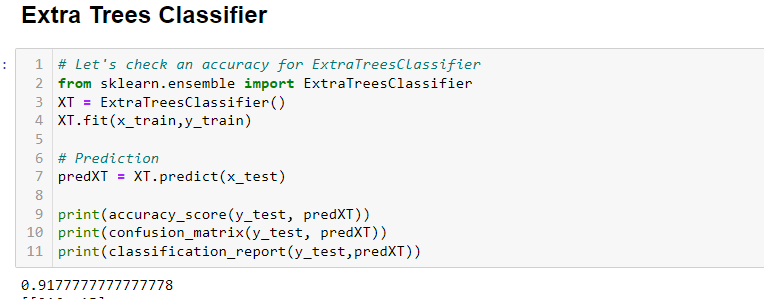 Extra Trees Classifier
: 1 # Let's check an accuracy for ExtraTreesClassifier
2 from sklearn.ensemble import ExtraTreesClassifier
3 XT = ExtraTreesClassifier()
4 XT.fit(x_train,y_train)
5
6 # Prediction
7 predXT = XT.predict(x_test)
8
9 print(accuracy_score(y_test, predXT))
10 print(confusion_matrix(y_test, predXT))
11 print(classification_report(y_test,predXT))
0.9177777777777778